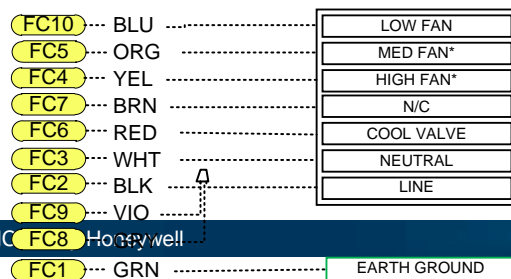 FC10 BLU LOW FAN
FC5 ORG MED FAN*
FC4 YEL HIGH FAN*
FC7 BRN N/C
FC6 RED COOL VALVE
FC3 WHT NEUTRAL
FC2 BLK LINE
FC9 VIO
FC8 GRY Honeywell
FC1 GRN EARTH GROUND